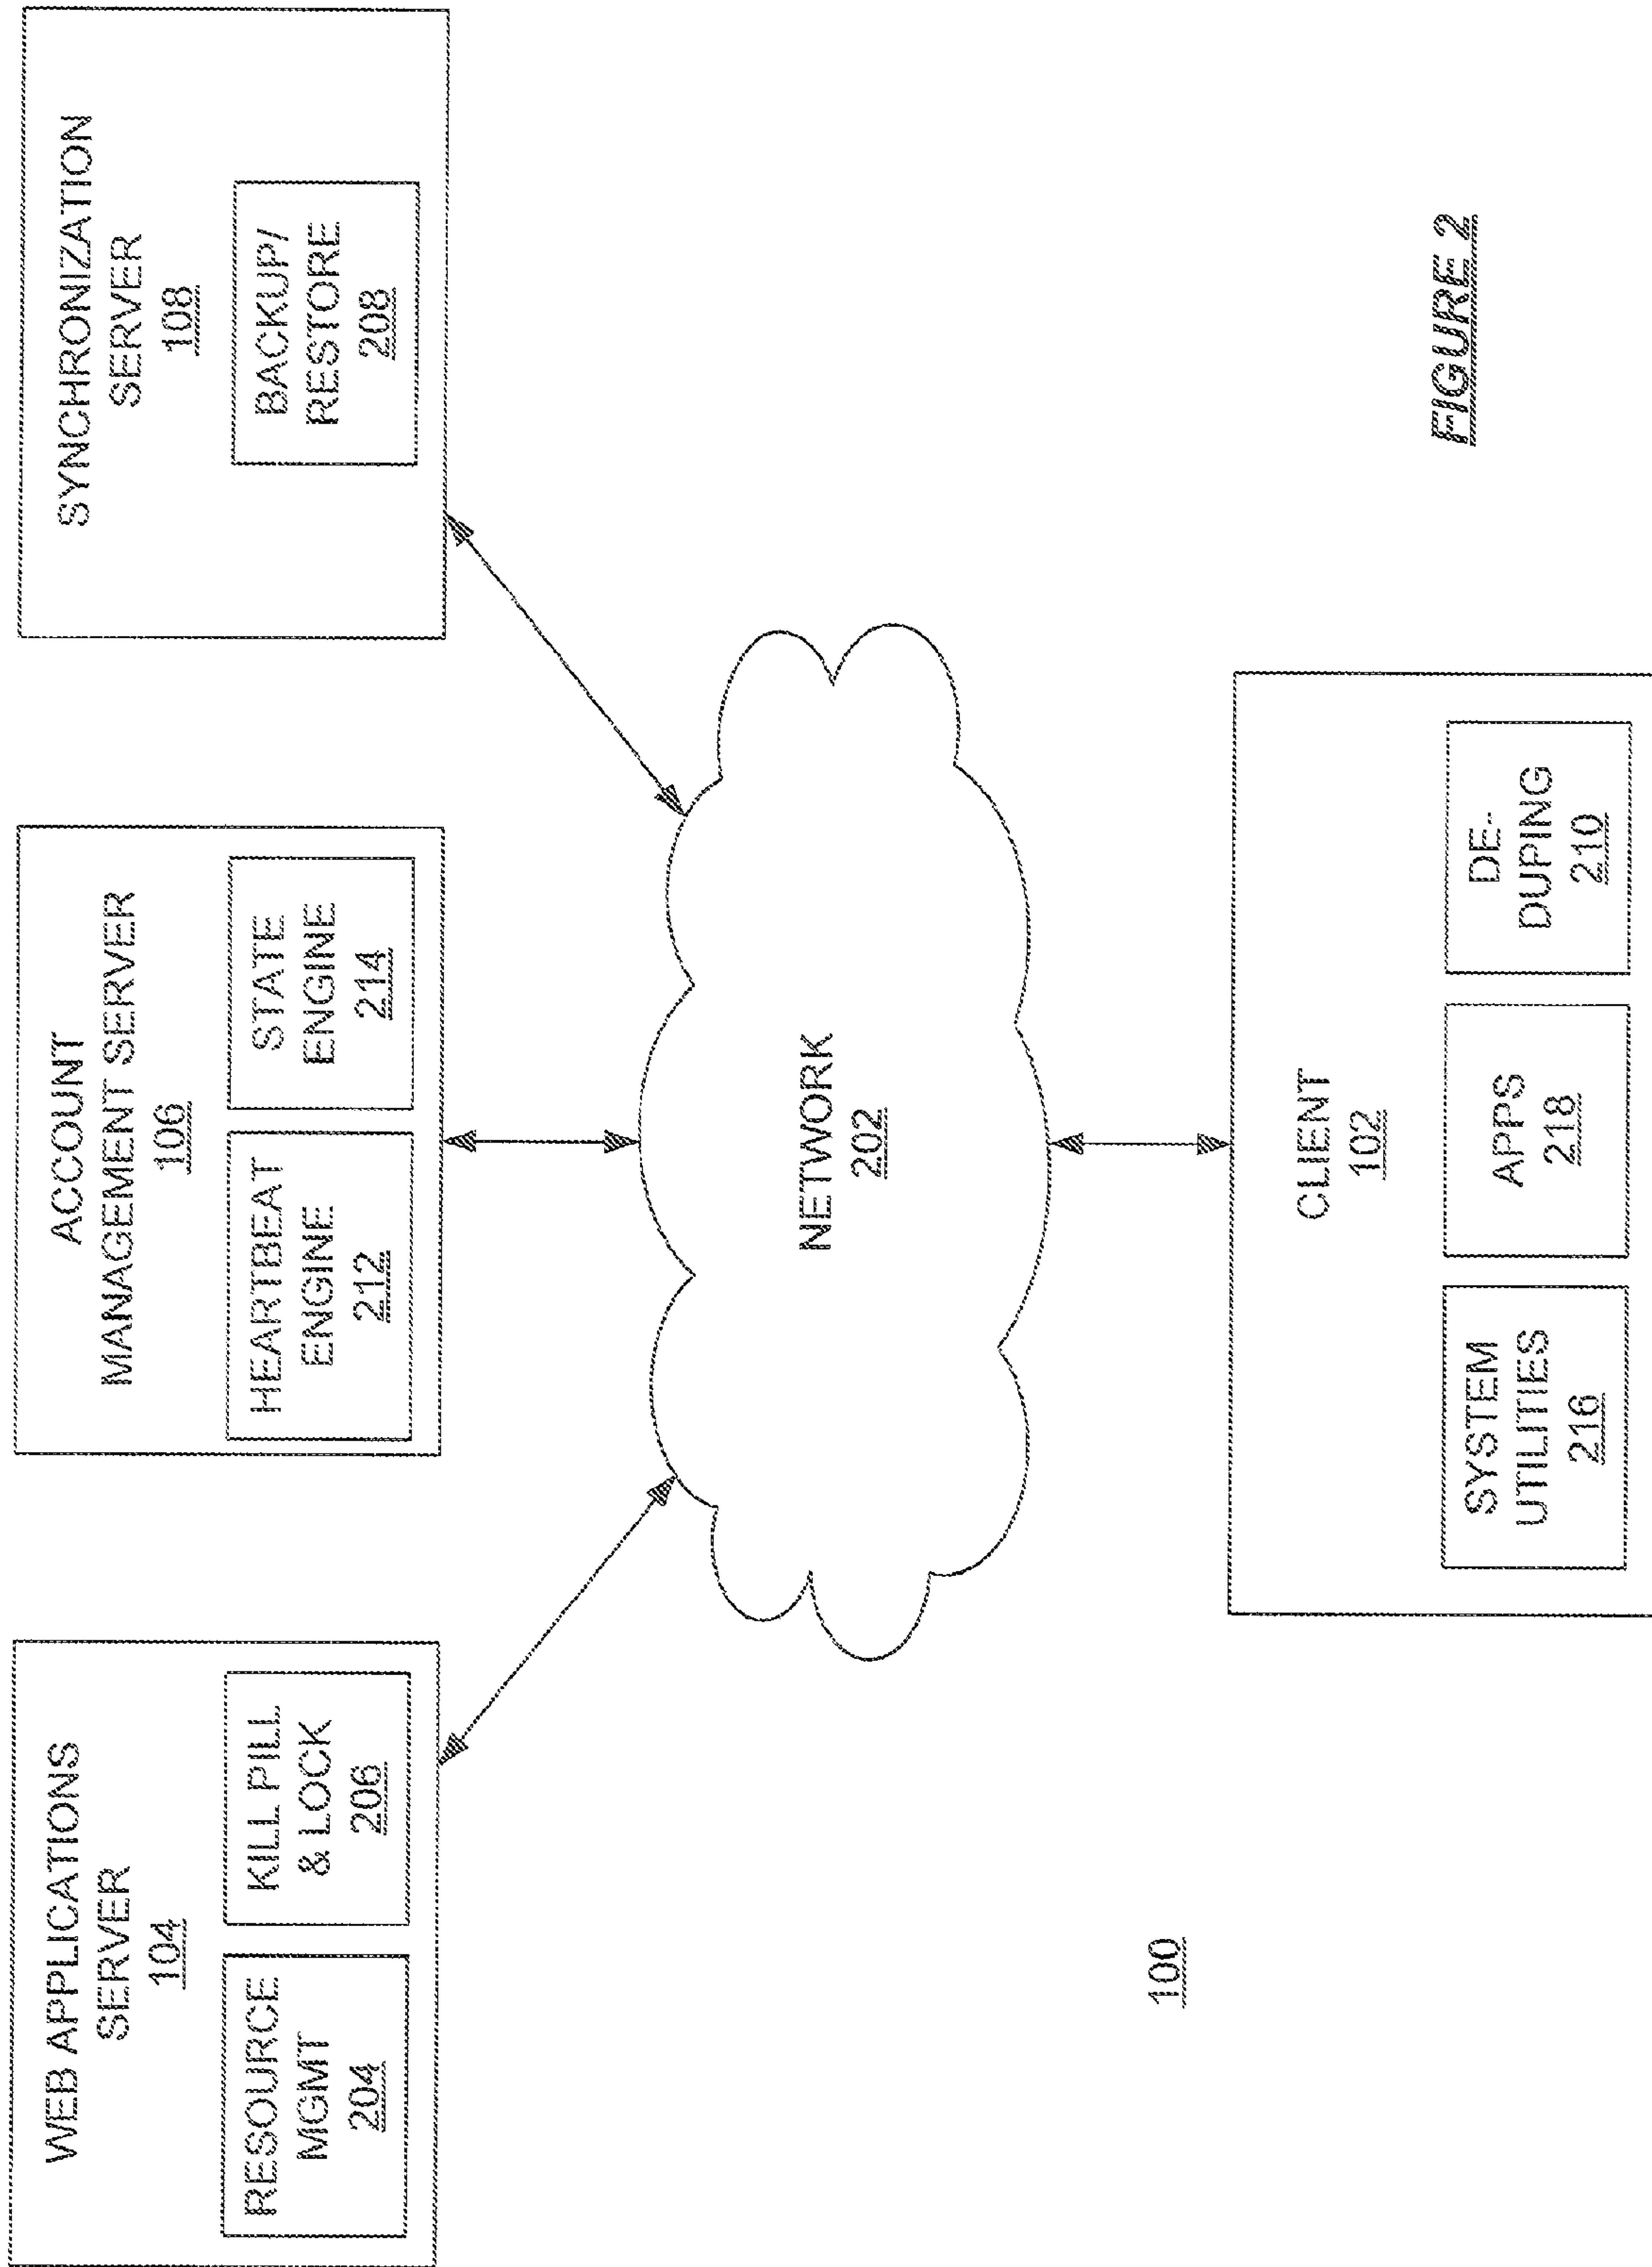 WEB APPLICATIONS
SERVER
104
RESOURCE
MGMT
204
KILL PILL
& LOCK
206
ACCOUNT
MANAGEMENT SERVER
106
HEARTBEAT
ENGINE
212
STATE
ENGINE
214
SYNCHRONIZATION
SERVER
108
BACKUP/
RESTORE
208
NETWORK
202
CLIENT
102
SYSTEM
UTILITIES
216
APPS
218
DE-
DUPING
210
100
FIGURE 2